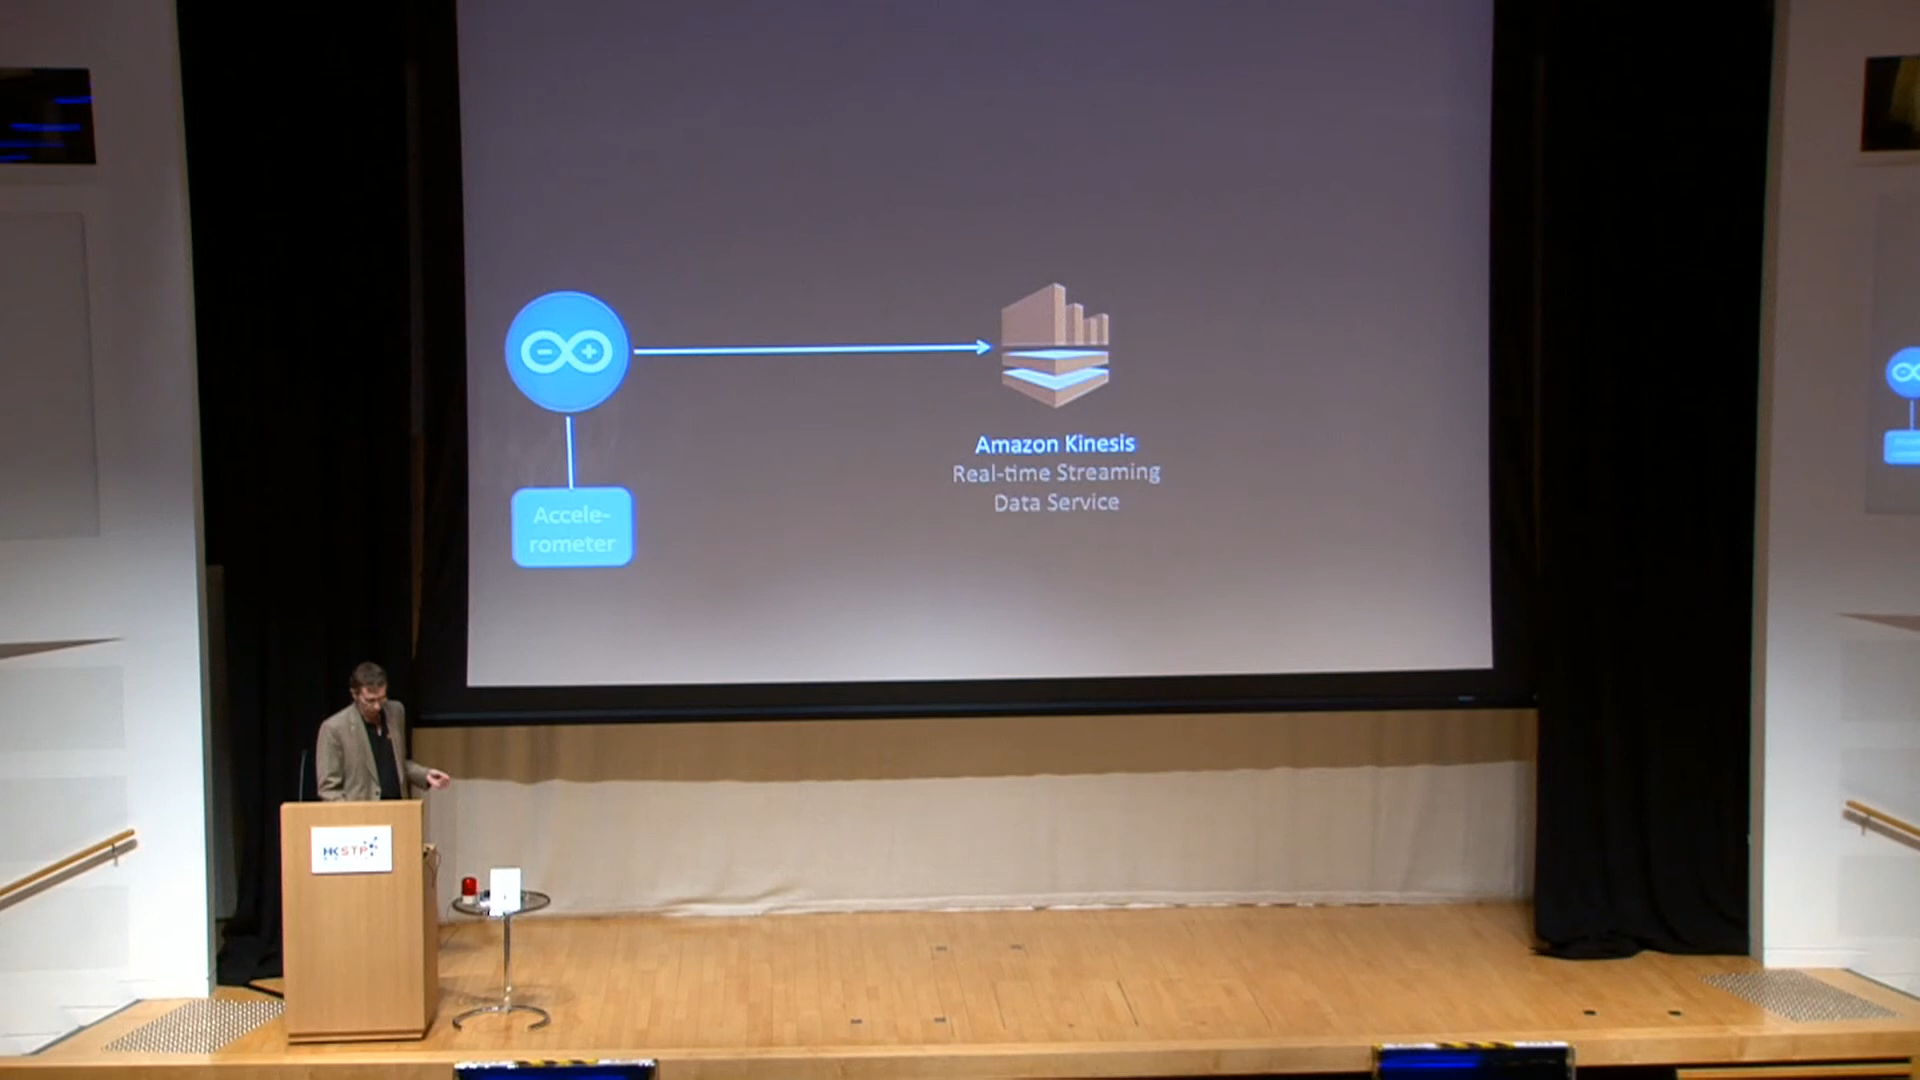 Amazon Kinesis
Real-time Streaming
Data Service
Accele-
rometer
HKSTP